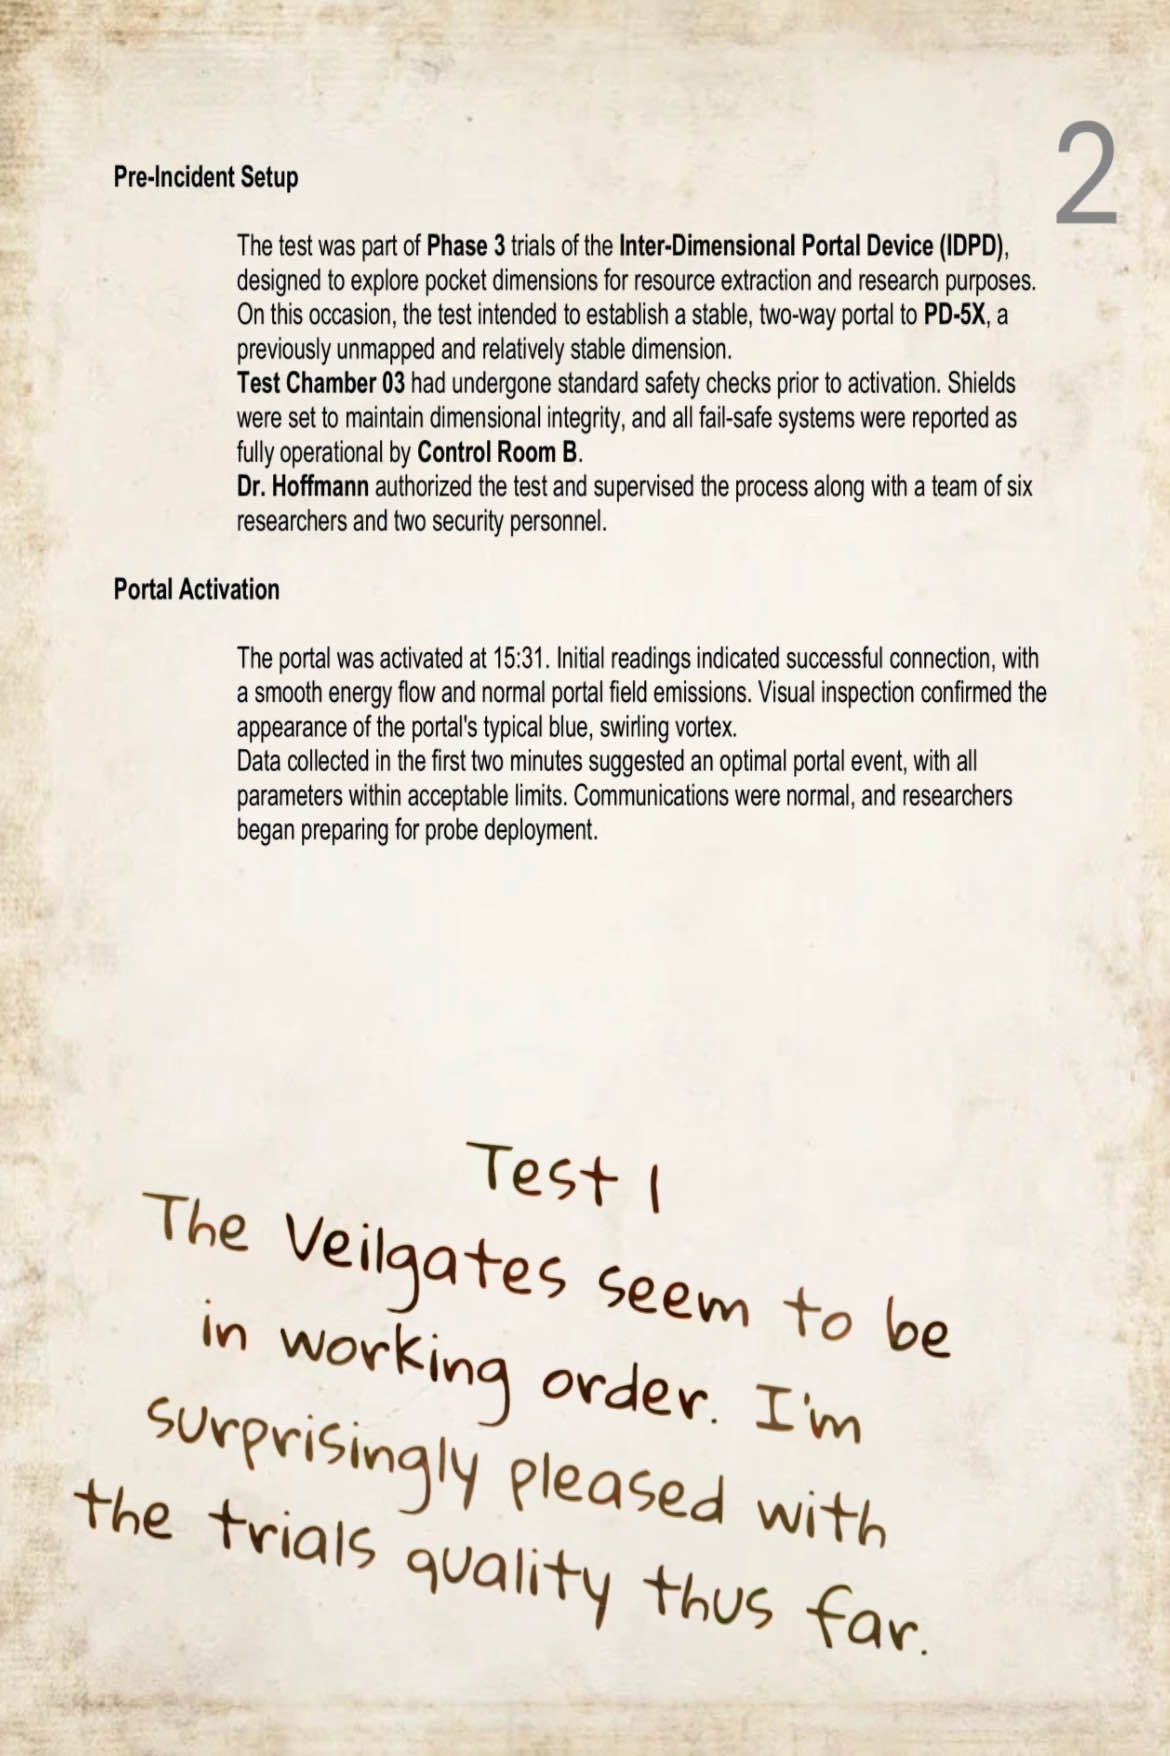 2
Pre-Incident Setup
The test was part of Phase 3 trials of the Inter-Dimensional Portal Device (IDPD),
designed to explore pocket dimensions for resource extraction and research purposes.
On this occasion, the test intended to establish a stable, two-way portal to PD-5X, a
previously unmapped and relatively stable dimension.
Test Chamber 03 had undergone standard safety checks prior to activation. Shields
were set to maintain dimensional integrity, and all fail-safe systems were reported as
fully operational by Control Room B.
Dr. Hoffmann authorized the test and supervised the process along with a team of six
researchers and two security personnel.
Portal Activation
The portal was activated at 15:31. Initial readings indicated successful connection, with
a smooth energy flow and normal portal field emissions. Visual inspection confirmed the
appearance of the portal's typical blue, swirling vortex.
Data collected in the first two minutes suggested an optimal portal event, with all
parameters within acceptable limits. Communications were normal, and researchers
began preparing for probe deployment.
Test 1
The Veilgates seem to be
in working order. I'm
surprisingly pleased with
the trials quality thus far.